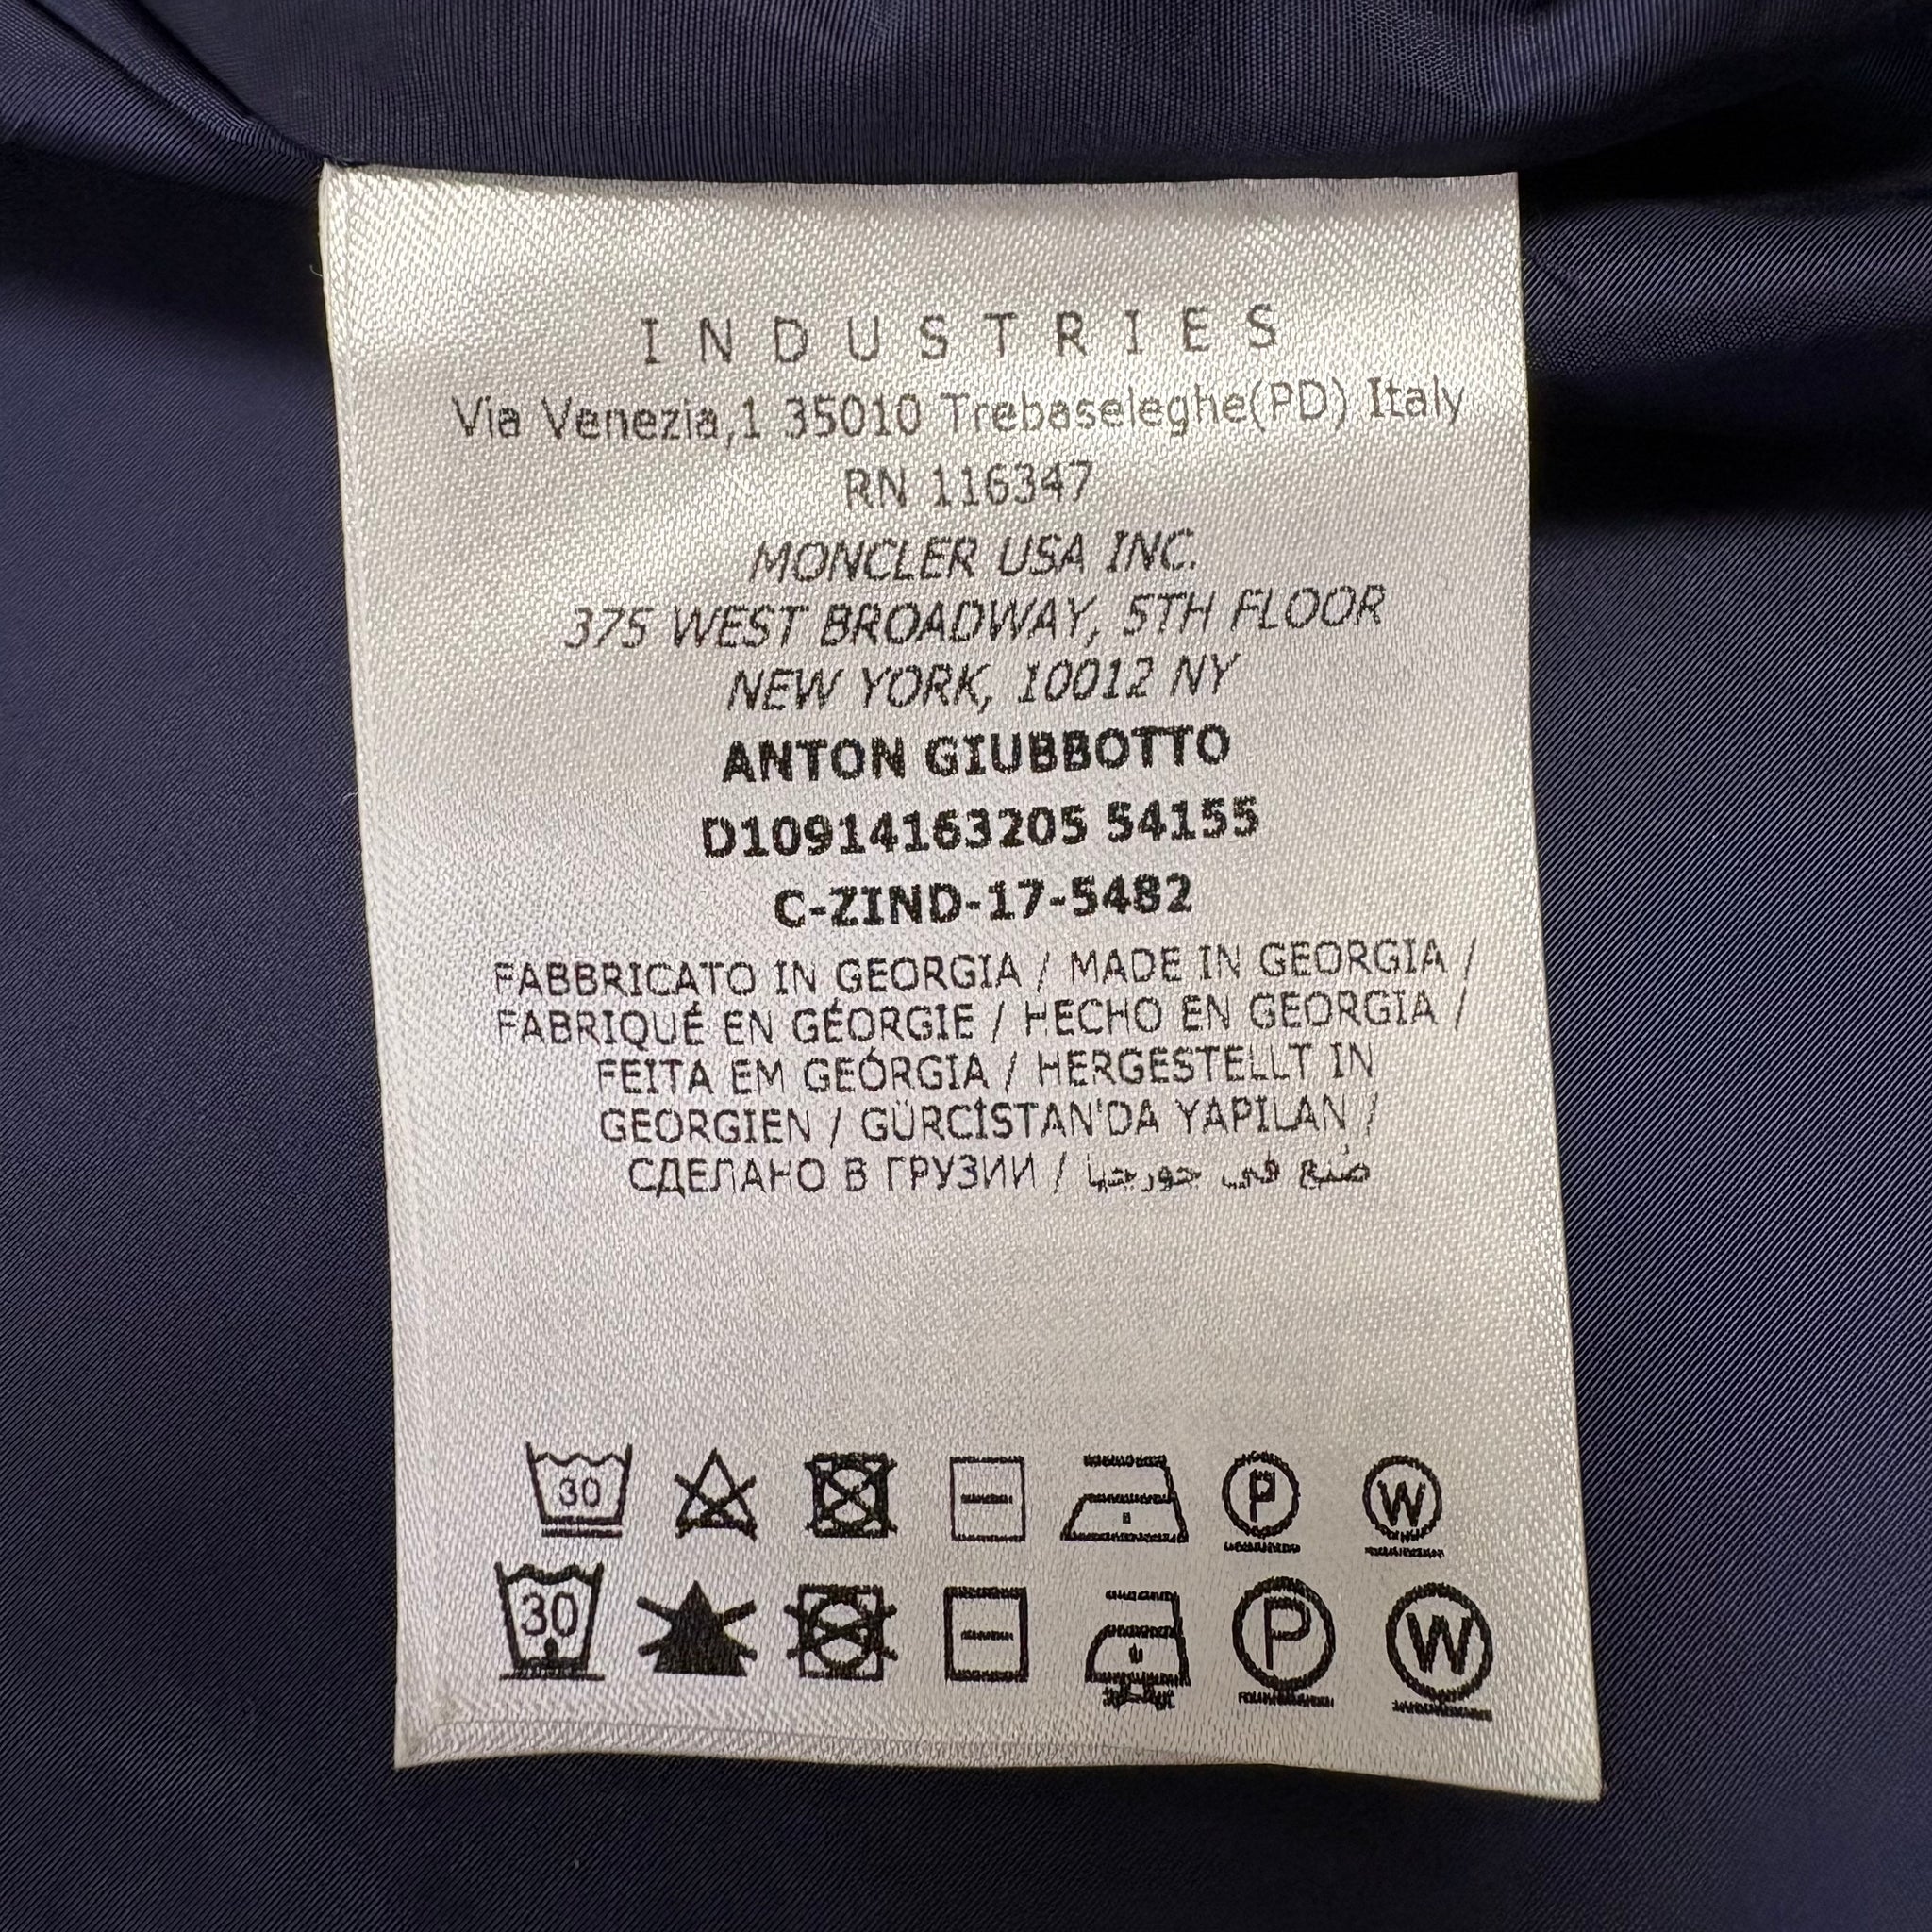 INDUSTRIES
Via Venezia,1 35010 Trebaseleghe(PD) Italy
RN 116347
MONCLER USA INC.
375 WEST BROADWAY, 5TH FLOOR
NEW YORK, 10012 NY
ANTON GIUBBOTTO
D10914163205 54155
C-ZIND-17-5482
FABBRICATO IN GEORGIA / MADE IN GEORGIA /
FABRIQUÉ EN GÉORGIE / HECHO EN GEORGIA /
FEITA EM GEÓRGIA / HERGESTELLT IN
GEORGIEN / GÜRCİSTAN'DA YAPILAN /
СДЕЛАНО В ГРУЗИИ / صنع في جورجيا
30 P W
30 P W